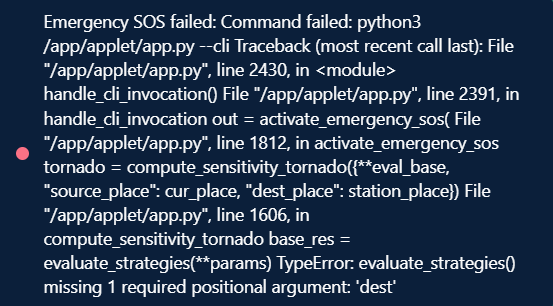 Emergency SOS failed: Command failed: python3
/app/applet/app.py --cli Traceback (most recent call last): File
"/app/applet/app.py", line 2430, in <module>
handle_cli_invocation() File "/app/applet/app.py", line 2391, in
handle_cli_invocation out = activate_emergency_sos( File
"/app/applet/app.py", line 1812, in activate_emergency_sos
tornado = compute_sensitivity_tornado({**eval_base,
"source_place": cur_place, "dest_place": station_place}) File
"/app/applet/app.py", line 1606, in
compute_sensitivity_tornado base_res =
evaluate_strategies(**params) TypeError: evaluate_strategies()
missing 1 required positional argument: 'dest'